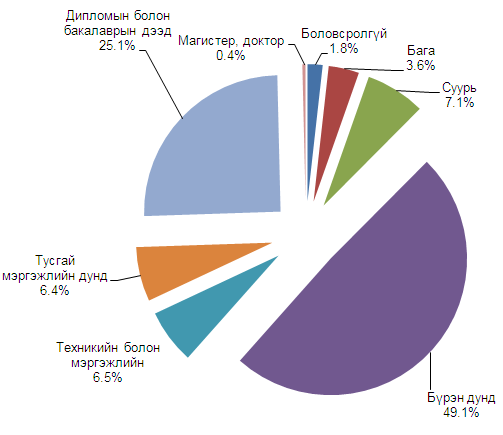 Дипломын болон
бакалаврын дээд
25.1%
Магистер, доктор
0.4%
Боловсролгүй
1.8%
Бага
3.6%
Суурь
7.1%
Тусгай
мэргэжлийн дунд
6.4%
Техникийн болон
мэргэжлийн
6.5%
Бүрэн дунд
49.1%